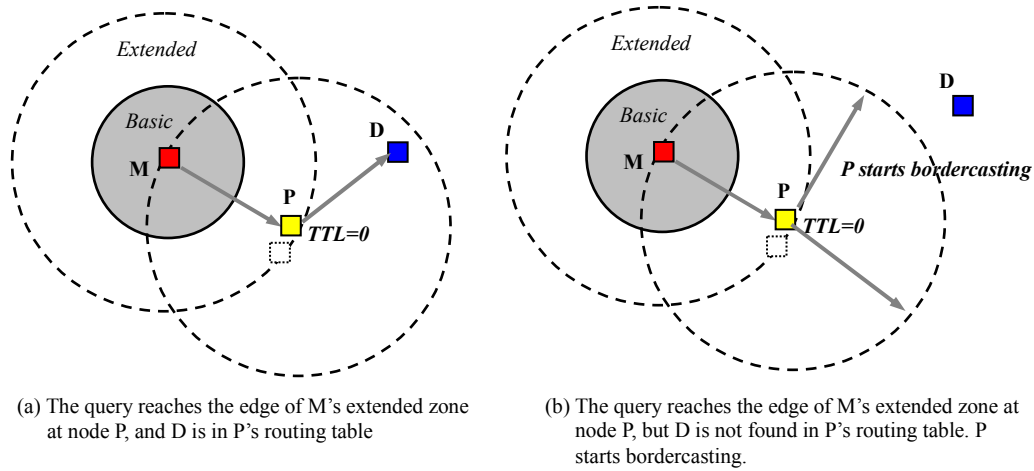 Extended
Basic
M
P
D
TTL=0
(a) The query reaches the edge of M's extended zone
at node P, and D is in P's routing table
Extended
Basic
M
P
D
P starts bordercasting
TTL=0
(b) The query reaches the edge of M's extended zone at
node P, but D is not found in P's routing table. P
starts bordercasting.